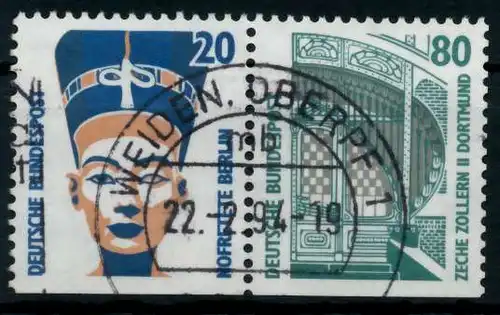 20
DEUTSCHE BUNDESPOST
NOFRETETE BERLIN
80
DEUTSCHE BUNDESPOST
ZECHE ZOLLERN II DORTMUND
WEIDEN, OBERPF 1
mb
22.-2.94-19